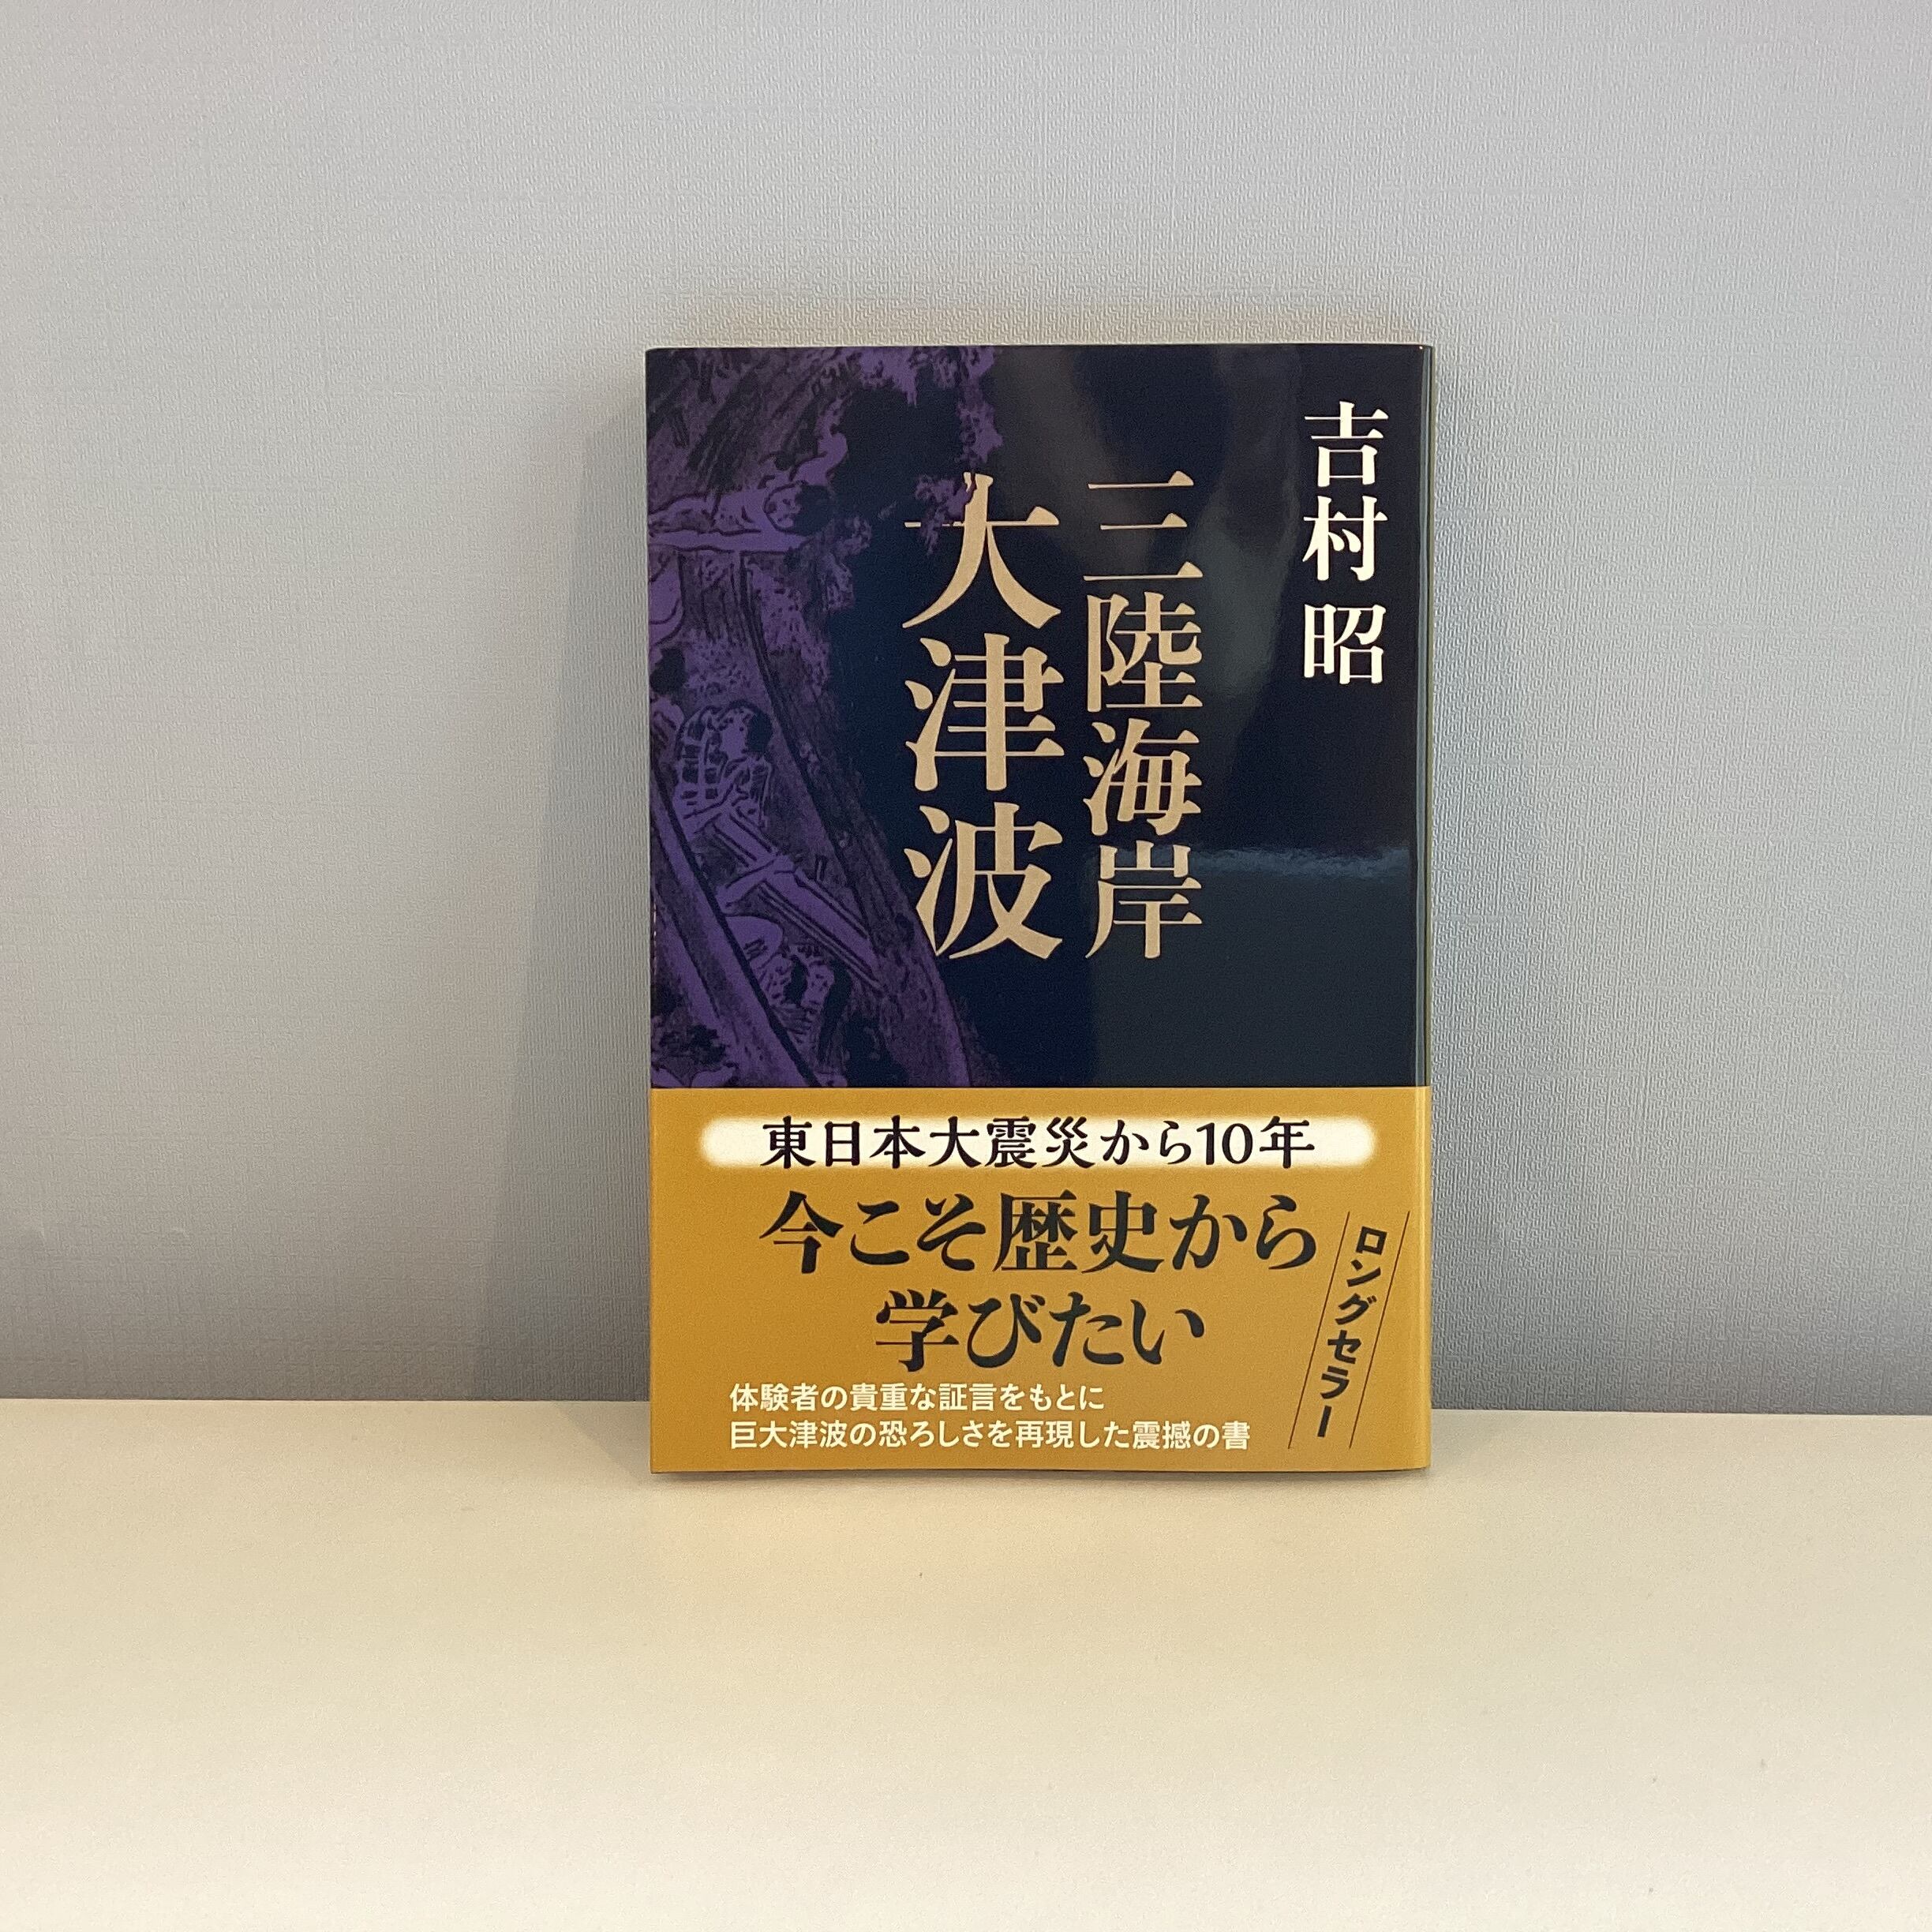 吉村 昭
三陸海岸
大津波
東日本大震災から10年
今こそ歴史から
学びたい
体験者の貴重な証言をもとに
巨大津波の恐ろしさを再現した震撼の書
ロングセラー